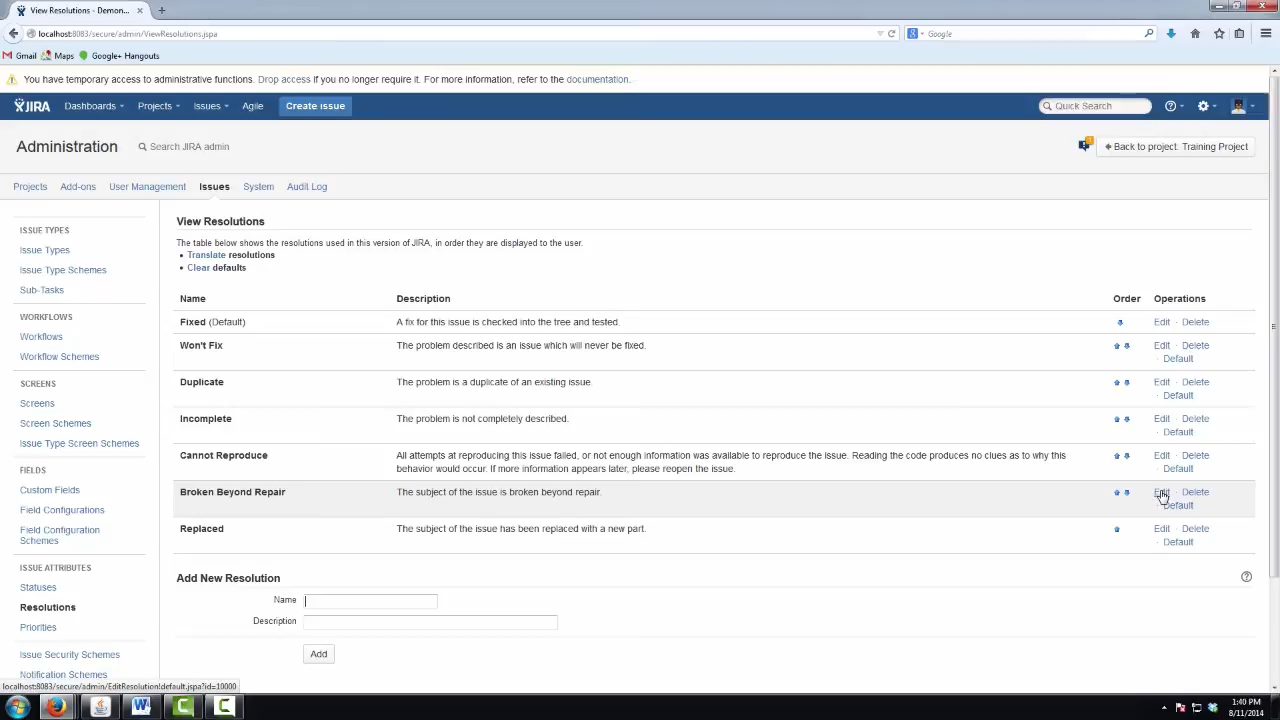 View Resolutions - Demon...
localhost:8083/secure/admin/ViewResolutions.jspa
Google
Gmail Maps Google+ Hangouts
You have temporary access to administrative functions. Drop access if you no longer require it. For more information, refer to the documentation.
JIRA Dashboards Projects Issues Agile Create issue Quick Search
Administration Search JIRA admin Back to project: Training Project
Projects Add-ons User Management Issues System Audit Log
ISSUE TYPES
Issue Types
Issue Type Schemes
Sub-Tasks
WORKFLOWS
Workflows
Workflow Schemes
SCREENS
Screens
Screen Schemes
Issue Type Screen Schemes
FIELDS
Custom Fields
Field Configurations
Field Configuration
Schemes
ISSUE ATTRIBUTES
Statuses
Resolutions
Priorities
Issue Security Schemes
Notification Schemes
View Resolutions
The table below shows the resolutions used in this version of JIRA, in order they are displayed to the user.
• Translate resolutions
• Clear defaults
Name Description Order Operations
Fixed (Default) A fix for this issue is checked into the tree and tested. Edit · Delete
Won't Fix The problem described is an issue which will never be fixed. Edit · Delete
· Default
Duplicate The problem is a duplicate of an existing issue. Edit · Delete
· Default
Incomplete The problem is not completely described. Edit · Delete
· Default
Cannot Reproduce All attempts at reproducing this issue failed, or not enough information was available to reproduce the issue. Reading the code produces no clues as to why this Edit · Delete
behavior would occur. If more information appears later, please reopen the issue. · Default
Broken Beyond Repair The subject of the issue is broken beyond repair. Edit · Delete
· Default
Replaced The subject of the issue has been replaced with a new part. Edit · Delete
· Default
Add New Resolution
Name
Description
Add
localhost:8083/secure/admin/EditResolution!default.jspa?id=10000
1:40 PM
8/11/2014